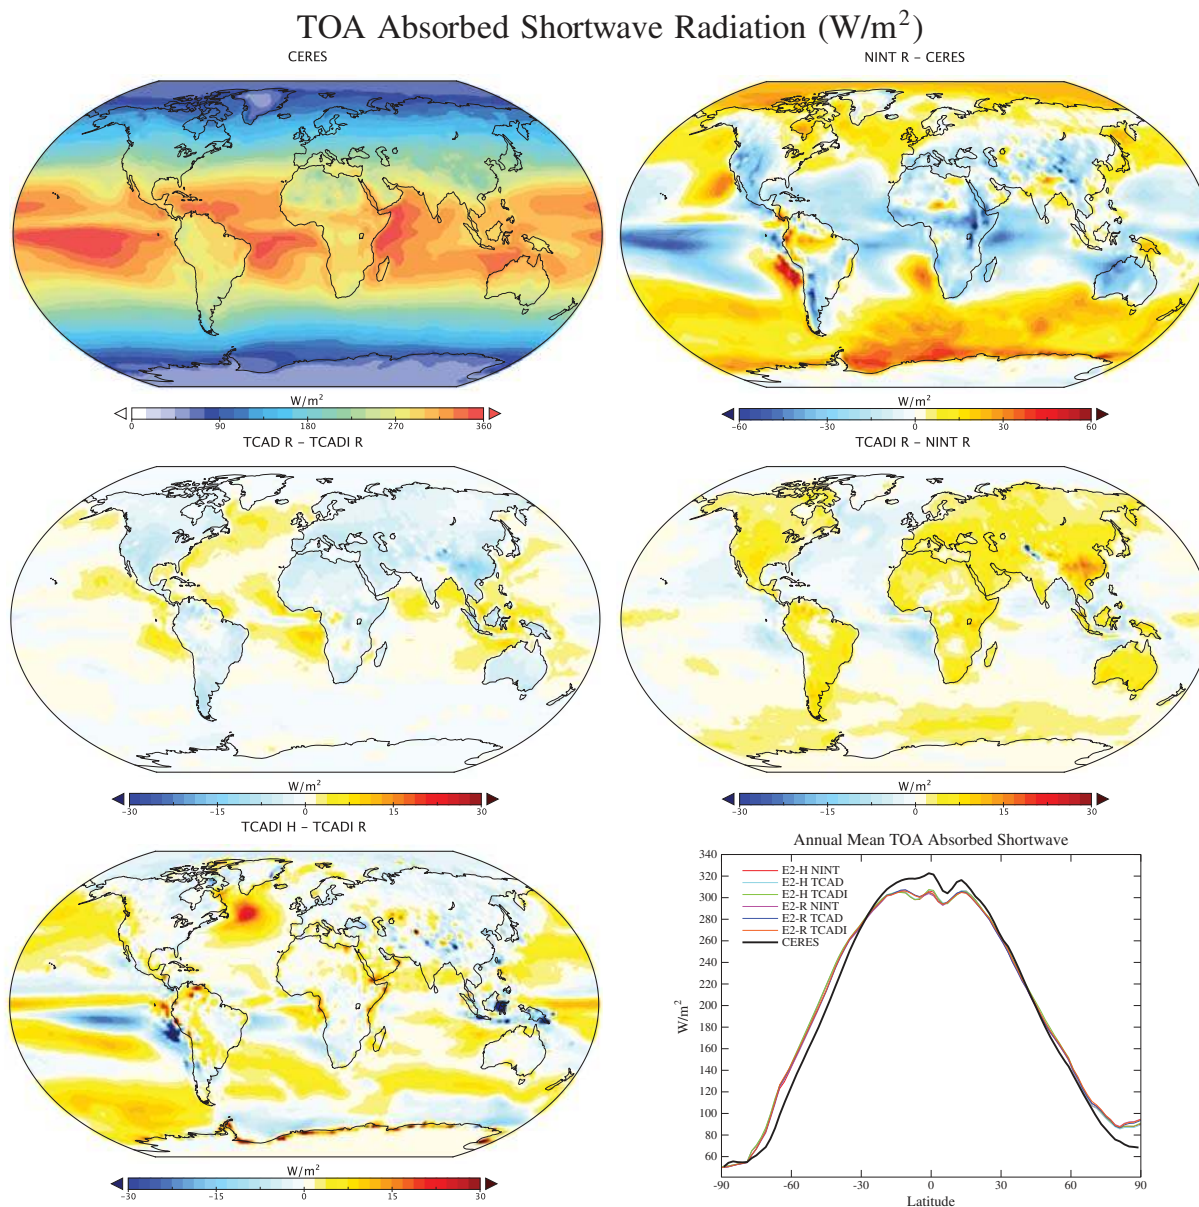 TOA Absorbed Shortwave Radiation (W/m²)
CERES
NINT R – CERES
W/m²
0 90 180 270 360
W/m²
−60 −30 0 30 60
TCAD R – TCADI R
TCADI R – NINT R
W/m²
−30 −15 0 15 30
W/m²
−30 −15 0 15 30
TCADI H – TCADI R
W/m²
−30 −15 0 15 30
Annual Mean TOA Absorbed Shortwave
340
320
300
280
260
240
220
200
180
160
140
120
100
80
60
W/m²
E2-H NINT
E2-H TCAD
E2-H TCADI
E2-R NINT
E2-R TCAD
E2-R TCADI
CERES
-90 -60 -30 0 30 60 90
Latitude